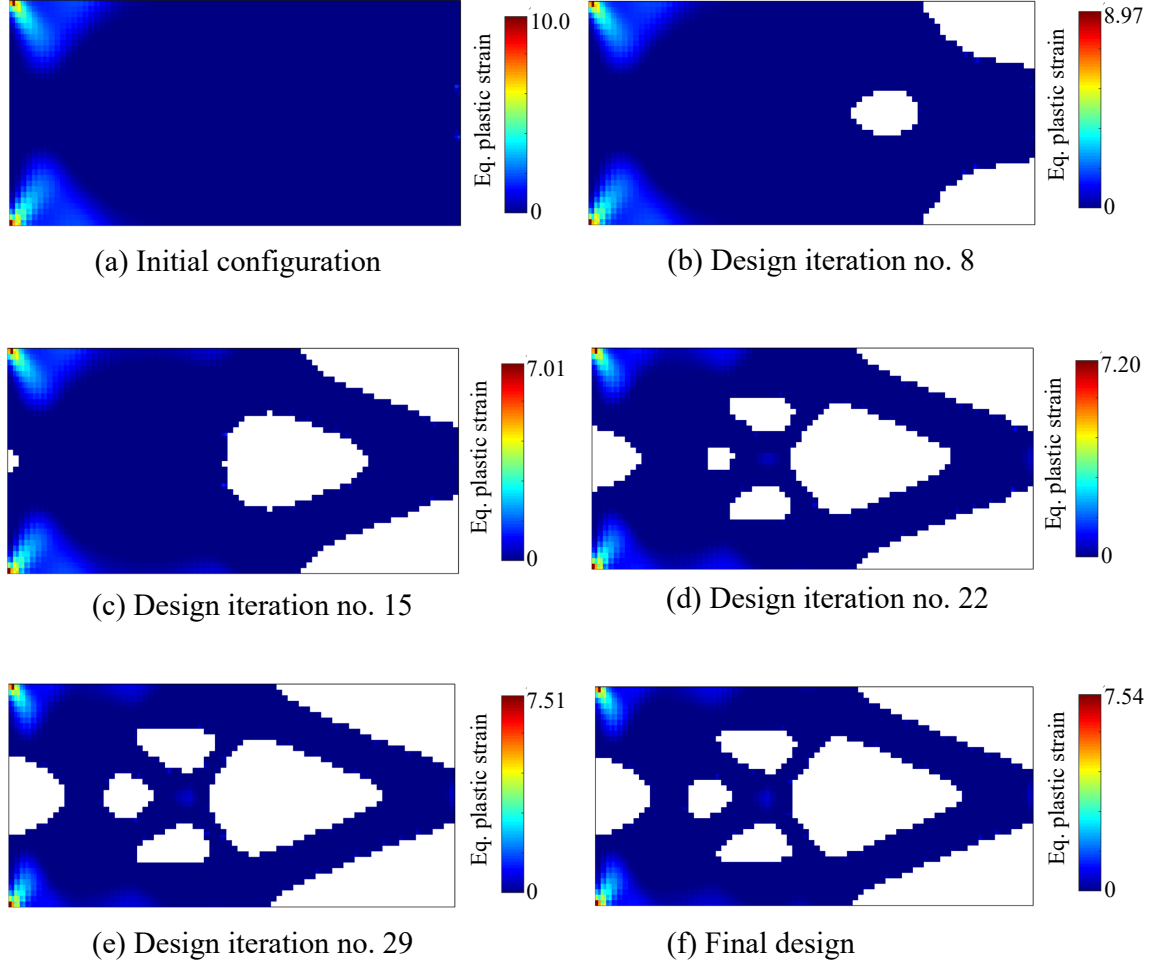 10.0
Eq. plastic strain
0
8.97
Eq. plastic strain
0
(a) Initial configuration
(b) Design iteration no. 8
7.01
Eq. plastic strain
0
7.20
Eq. plastic strain
0
(c) Design iteration no. 15
(d) Design iteration no. 22
7.51
Eq. plastic strain
0
7.54
Eq. plastic strain
0
(e) Design iteration no. 29
(f) Final design